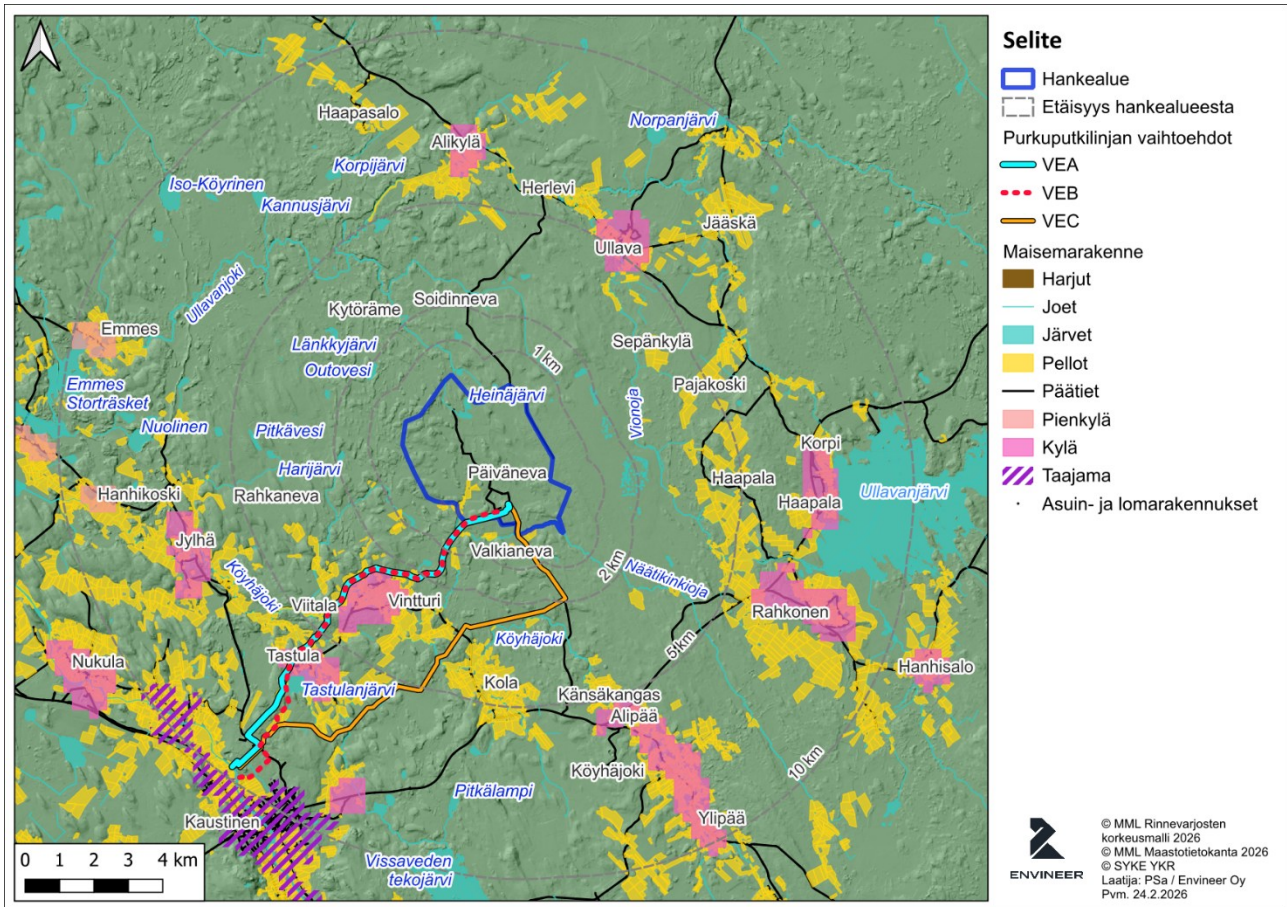 Haapasalo
Norpanjärvi
Alikylä
Korpijärvi
Iso-Köyrinen
Herlevi
Kannusjärvi
Jääskä
Ullava
Ullavanjoki
Soidinneva
Kytöräme
Emmes
Länkkyjärvi
Sepänkylä
1 km
Outovesi
Pajakoski
Emmes
Storträsket
Heinäjärvi
Vionoja
Nuolinen
Pitkävesi
Korpi
Harijärvi
Päiväneva
Haapala
Hanhikoski
Rahkaneva
Haapala
Ullavanjärvi
Jylhä
Valkianeva
2 km
Näätikinkioja
Köyhäjoki
Viitala
Vintturi
Rahkonen
Köyhäjoki
5 km
Tastula
Nukula
Hanhisalo
Tastulanjärvi
Kola
Känsäkangas
Alipää
10 km
Köyhäjoki
Pitkälampi
Kaustinen
Ylipää
Vissaveden
tekojärvi
0 1 2 3 4 km
Selite
Hankealue
Etäisyys hankealueesta
Purkuputkilinjan vaihtoehdot
VEA
VEB
VEC
Maisemarakenne
Harjut
Joet
Järvet
Pellot
Päätiet
Pienkylä
Kylä
Taajama
Asuin- ja lomarakennukset
ENVINEER
© MML Rinnevarjosten
korkeusmalli 2026
© MML Maastotietokanta 2026
© SYKE YKR
Laatija: PSa / Envineer Oy
Pvm. 24.2.2026